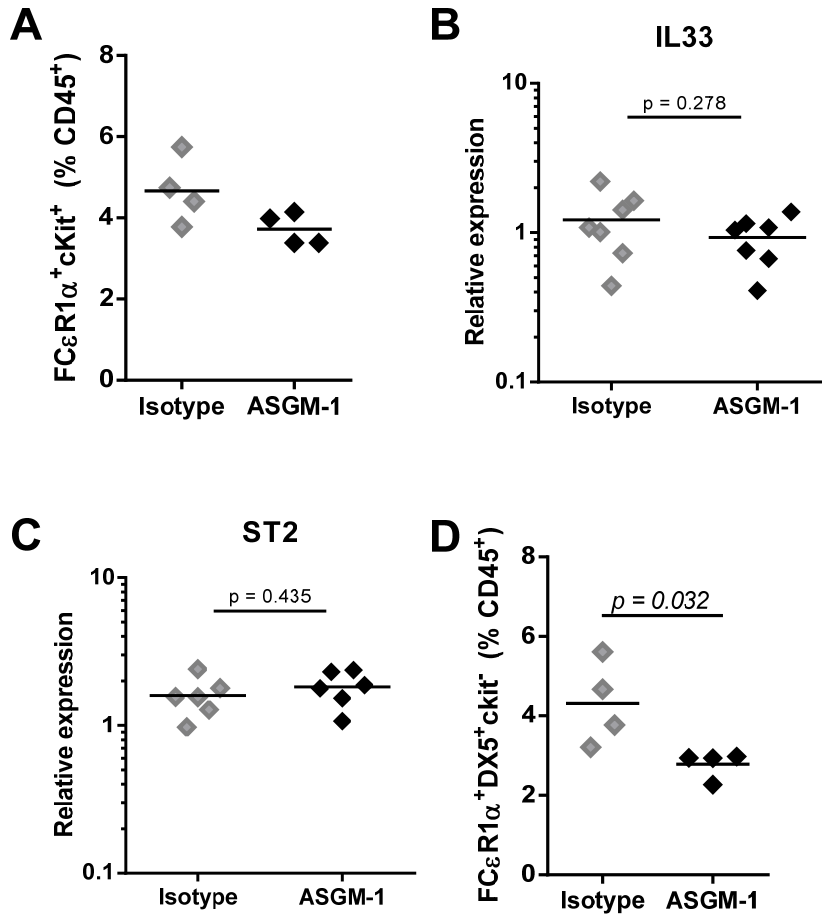 A
FCεR1α⁺cKit⁺ (% CD45⁺)
8
6
4
2
0
Isotype ASGM-1
B
IL33
Relative expression
10
1
0.1
p = 0.278
Isotype ASGM-1
C
ST2
Relative expression
10
1
0.1
p = 0.435
Isotype ASGM-1
D
FCεR1α⁺DX5⁺ckit⁻ (% CD45⁺)
8
6
4
2
0
p = 0.032
Isotype ASGM-1